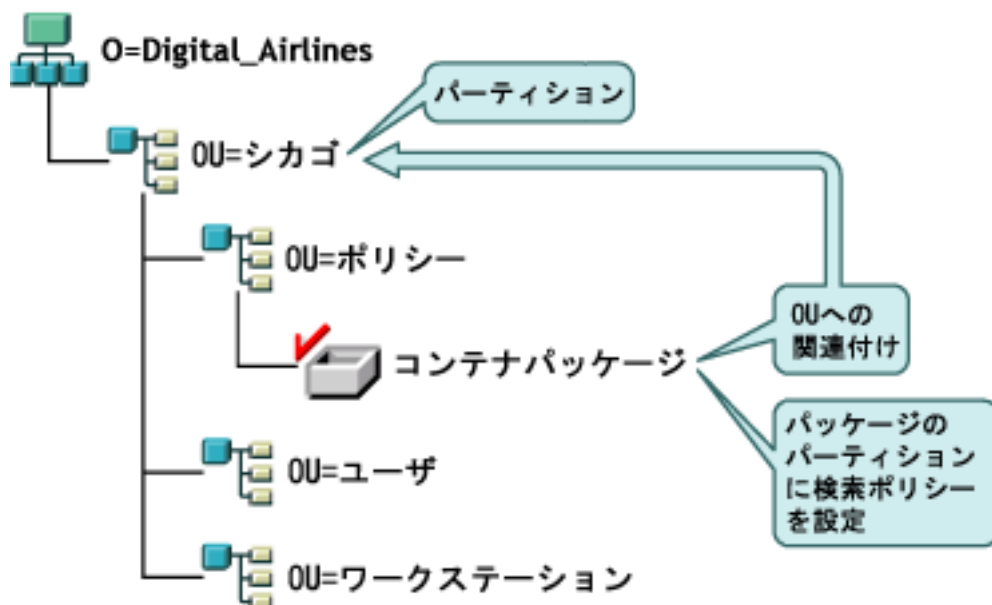 O=Digital_Airlines
パーティション
OU=シカゴ
OU=ポリシー
OUへの
関連付け
コンテナパッケージ
パッケージの
パーティション
に検索ポリシー
を設定
OU=ユーザ
OU=ワークステーション